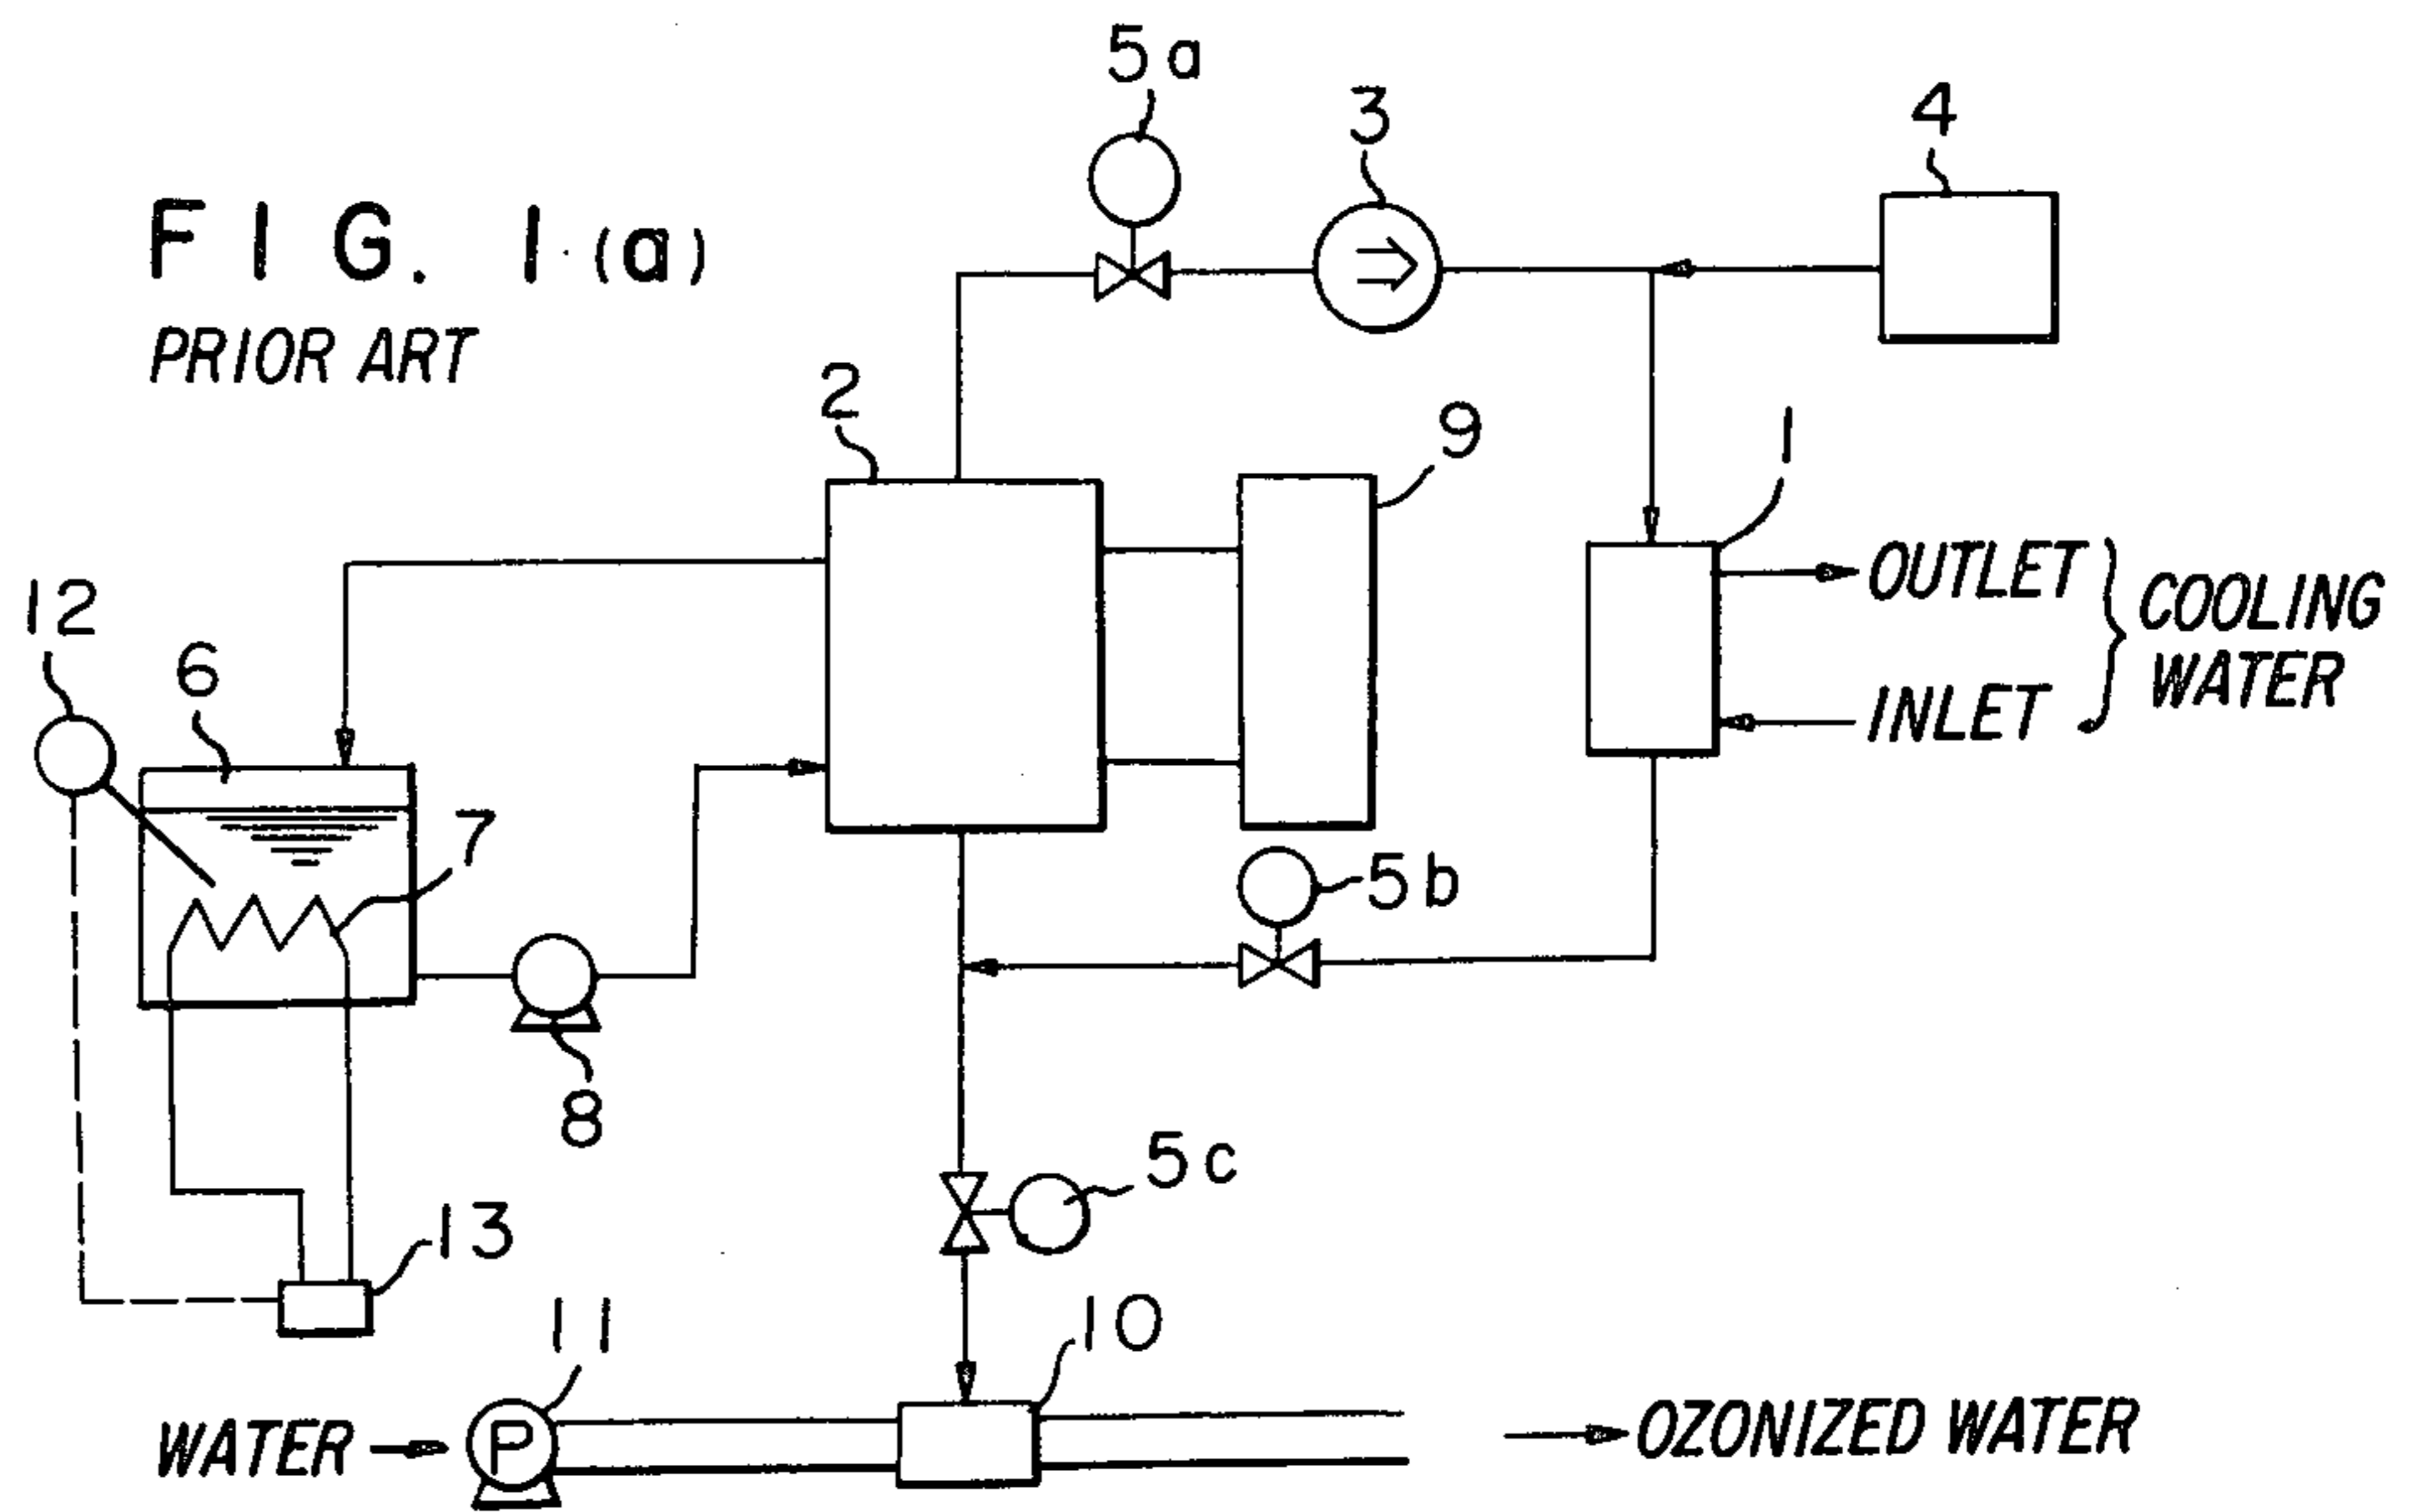 5a
3
4
FIG. 1 (a)
PRIOR ART
2
9
1
OUTLET
COOLING
WATER
INLET
12
6
7
5b
8
5c
13
11
10
WATER
P
OZONIZED WATER